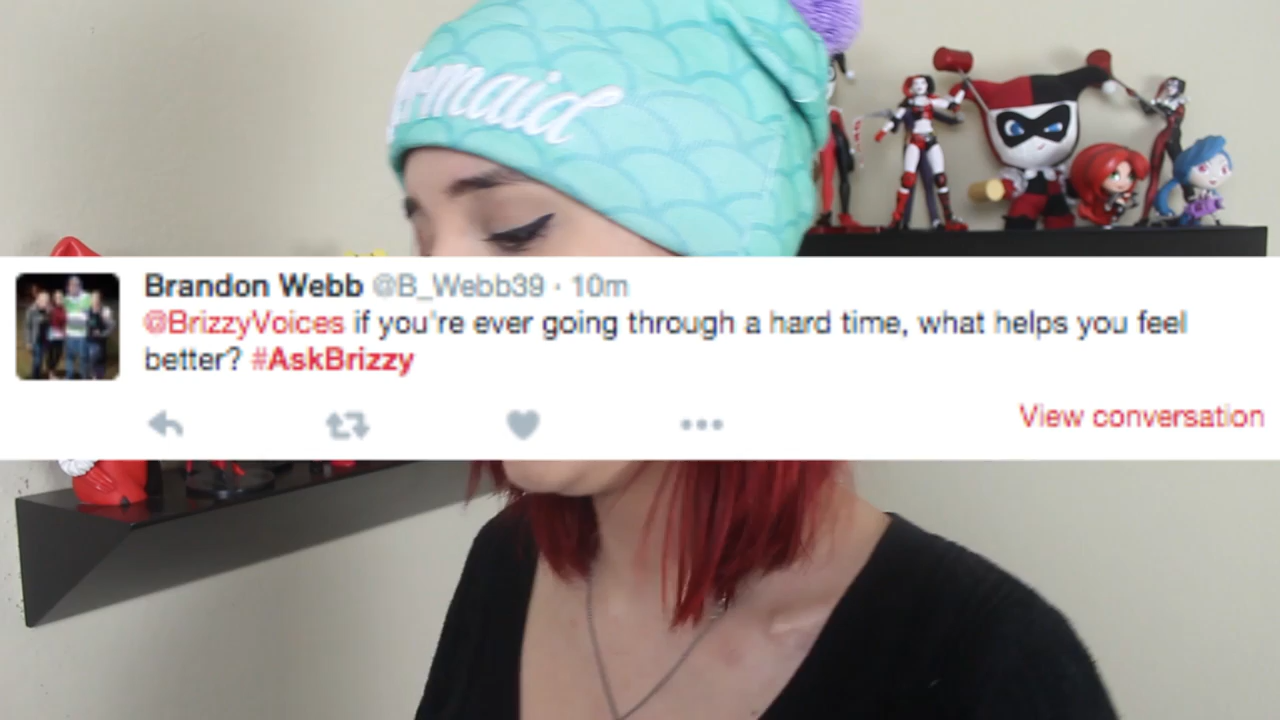 ermaid
Brandon Webb @B_Webb39 · 10m
@BrizzyVoices if you're ever going through a hard time, what helps you feel
better? #AskBrizzy
View conversation